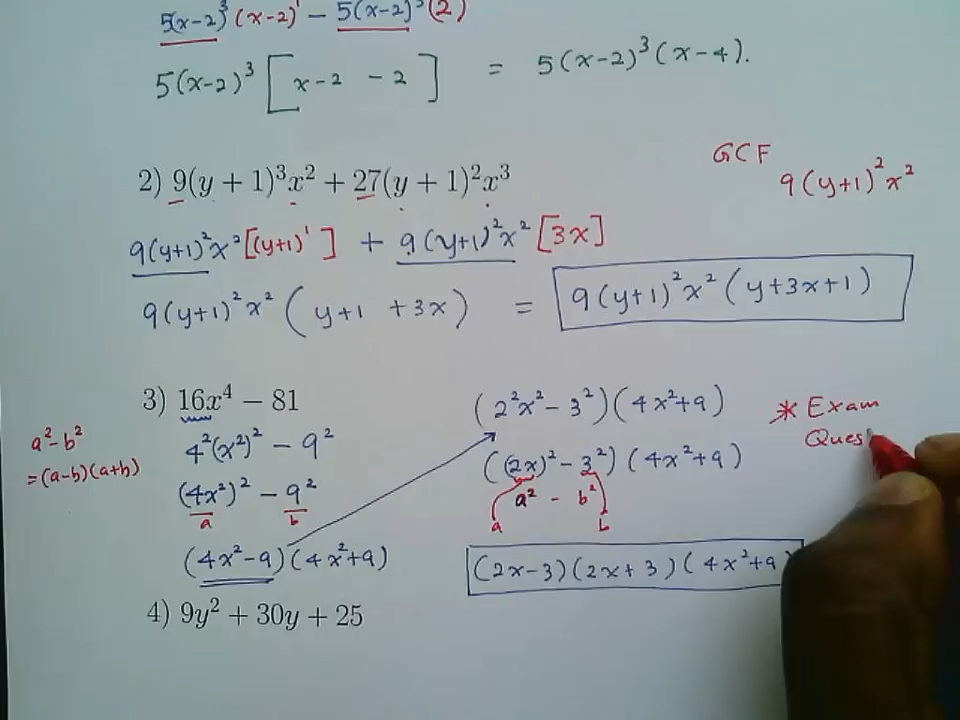 5(x-2)³(x-2)¹ - 5(x-2)³(2)
5(x-2)³[x-2 -2] = 5(x-2)³(x-4).
GCF
9(y+1)²x²
2) 9(y + 1)³x² + 27(y + 1)²x³
9(y+1)²x²[(y+1)¹] + 9(y+1)²x²[3x]
9(y+1)²x²(y+1 +3x) = 9(y+1)²x²(y+3x+1)
3) 16x⁴ − 81
a²-b²
=(a-b)(a+b)
4²(x²)² - 9²
(4x²)² - 9²
a b
(4x²-9)(4x²+9)
(2²x²-3²)(4x²+9)
((2x)²-3²)(4x²+9)
a² - b²
a b
(2x-3)(2x+3)(4x²+9
* Exam
Ques
4) 9y² + 30y + 25